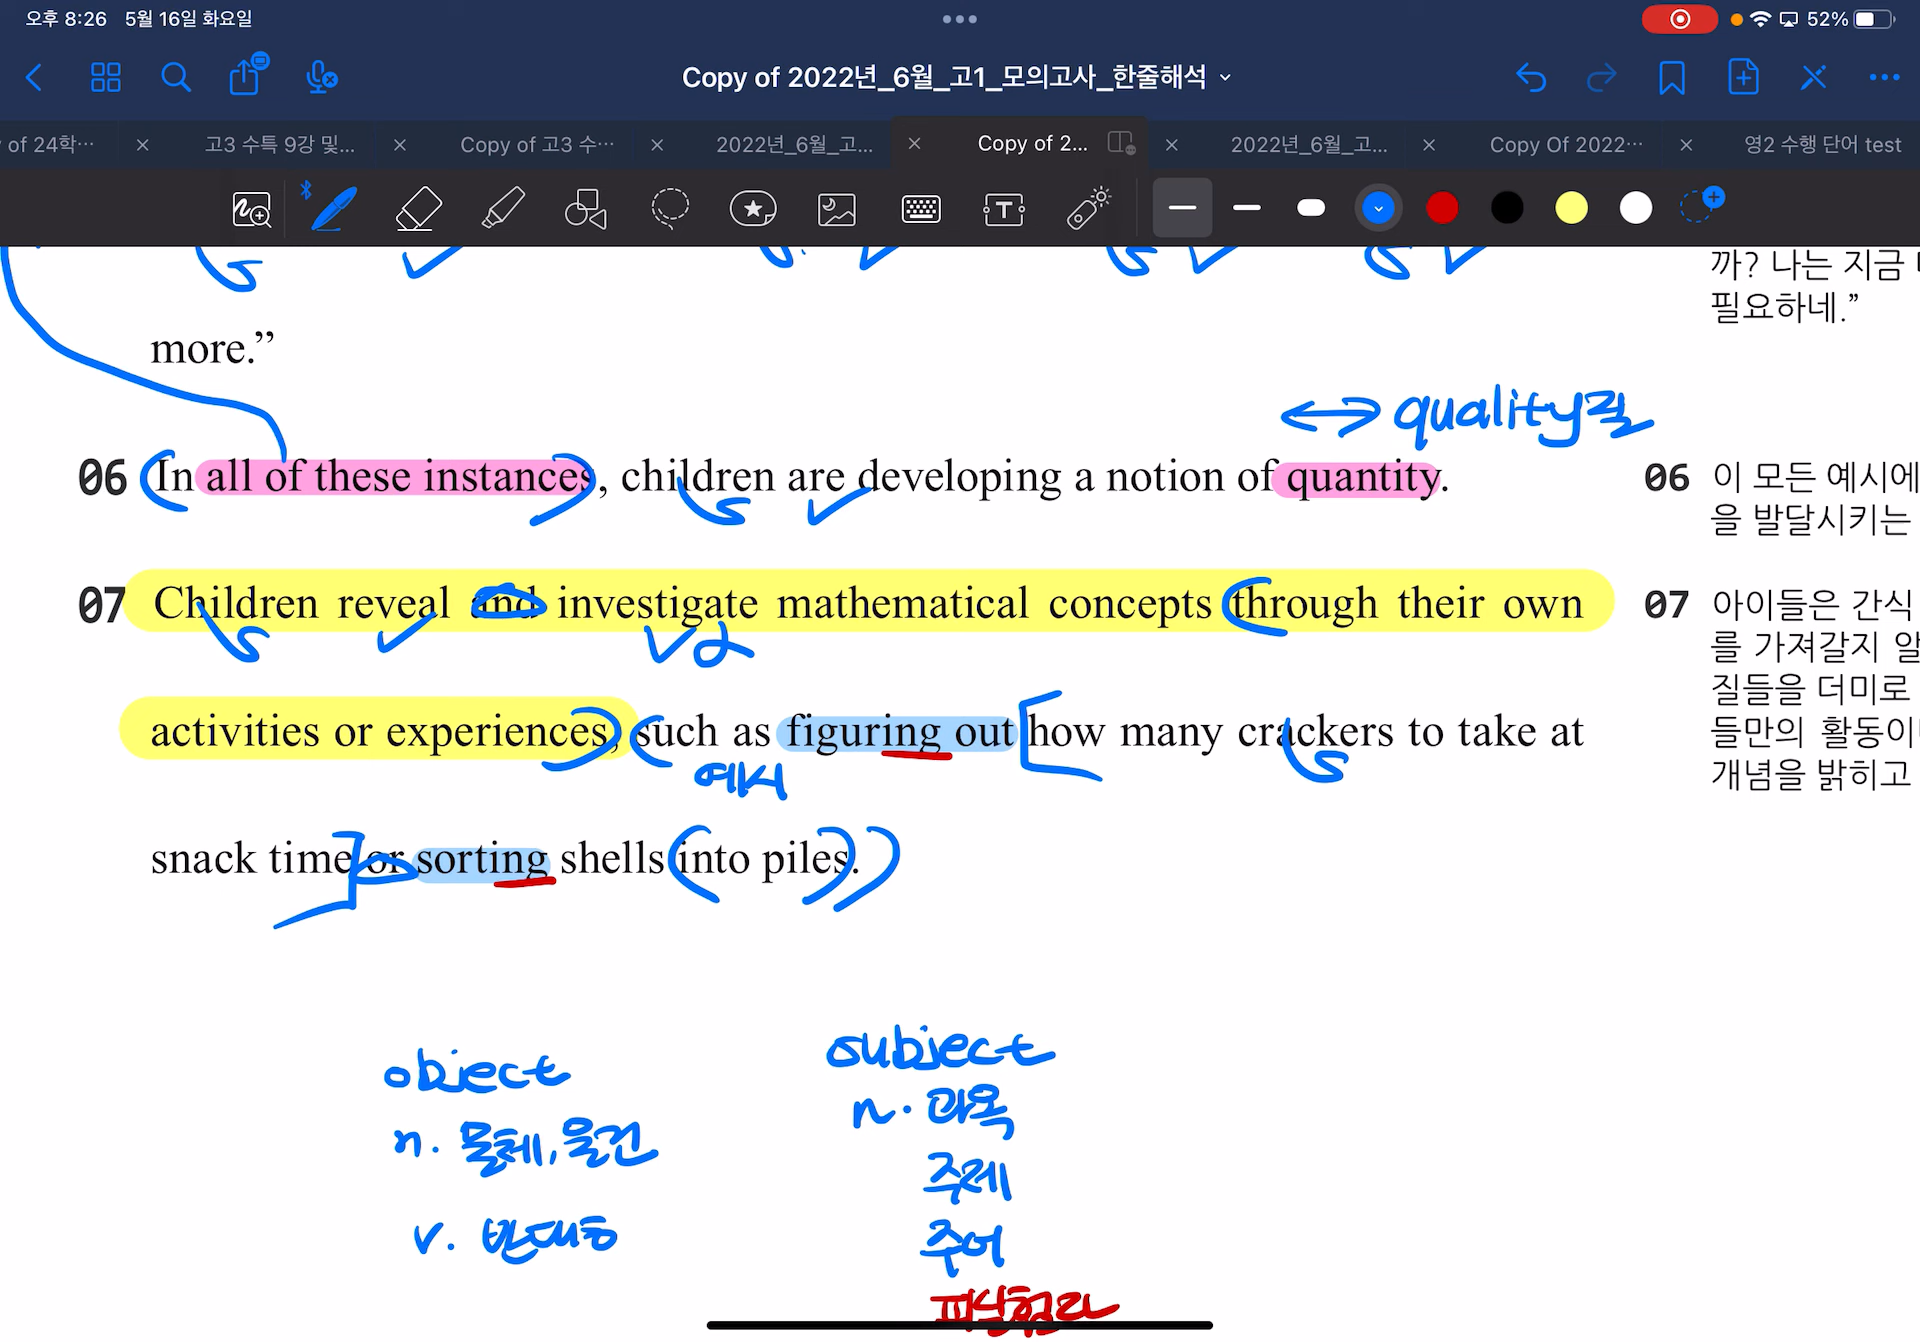 오후 8:26 5월 16일 화요일
52%
Copy of 2022년_6월_고1_모의고사_한줄해석
of 24학…
고3 수특 9강 및...
Copy of 고3 수…
2022년_6월_고...
Copy of 2...
2022년_6월_고...
Copy Of 2022…
영2 수행 단어 test
까? 나는 지금
필요하네.”
more.”
↔ quality 질
06 In all of these instances, children are developing a notion of quantity.
06 이 모든 예시에
을 발달시키는
07 Children reveal and investigate mathematical concepts through their own
07 아이들은 간식
를 가져갈지 알
S V V2
activities or experiences, such as figuring out how many crackers to take at
질들을 더미로
들만의 활동이
개념을 밝히고
예시
snack time or sorting shells into piles.
object
n. 물체, 물건
v. 반대하
subject
n. 과목
주제
주어
피실험자